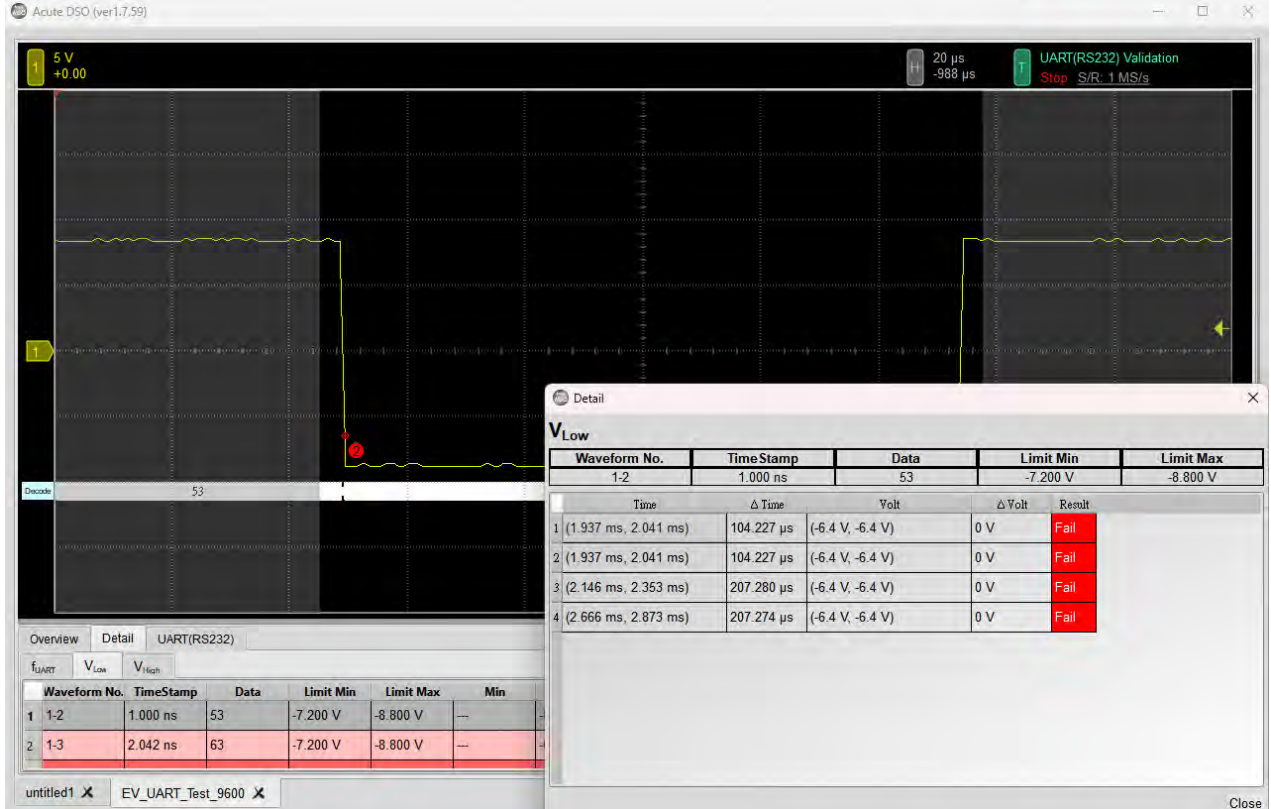 Acute DSO (ver1.7.59)
1 5 V +0.00
H 20 µs -988 µs
T UART(RS232) Validation
Stop S/R: 1 MS/s
1
2
Decode 53
Detail
VLow
Waveform No. TimeStamp Data Limit Min Limit Max
1-2 1.000 ns 53 -7.200 V -8.800 V
Time Δ Time Volt Δ Volt Result
1 (1.937 ms, 2.041 ms) 104.227 µs (-6.4 V, -6.4 V) 0 V Fail
2 (1.937 ms, 2.041 ms) 104.227 µs (-6.4 V, -6.4 V) 0 V Fail
3 (2.146 ms, 2.353 ms) 207.280 µs (-6.4 V, -6.4 V) 0 V Fail
4 (2.666 ms, 2.873 ms) 207.274 µs (-6.4 V, -6.4 V) 0 V Fail
Close
Overview Detail UART(RS232)
fUART VLow VHigh
Waveform No. TimeStamp Data Limit Min Limit Max Min
1 1-2 1.000 ns 53 -7.200 V -8.800 V ---
2 1-3 2.042 ns 63 -7.200 V -8.800 V ---
untitled1 EV_UART_Test_9600